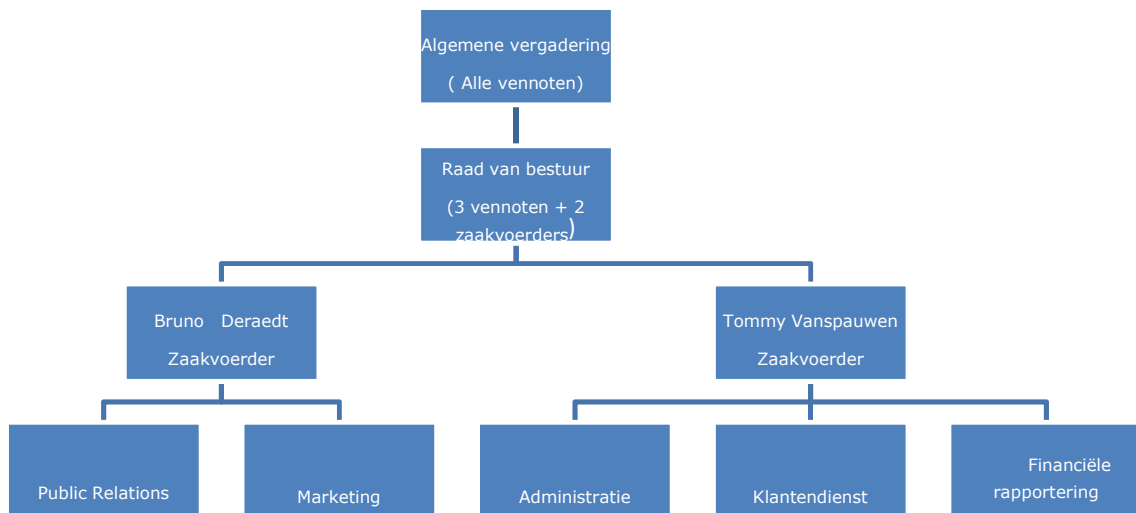 Algemene vergadering
( Alle vennoten)
Raad van bestuur
(3 vennoten + 2
zaakvoerders)
Bruno Deraedt
Zaakvoerder
Tommy Vanspauwen
Zaakvoerder
Public Relations
Marketing
Administratie
Klantendienst
Financiële
rapportering